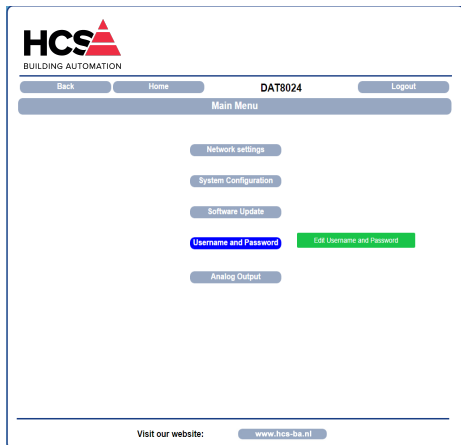 HCS
BUILDING AUTOMATION
Back Home DAT8024 Logout
Main Menu
Network settings
System Configuration
Software Update
Username and Password Edit Username and Password
Analog Output
Visit our website: www.hcs-ba.nl